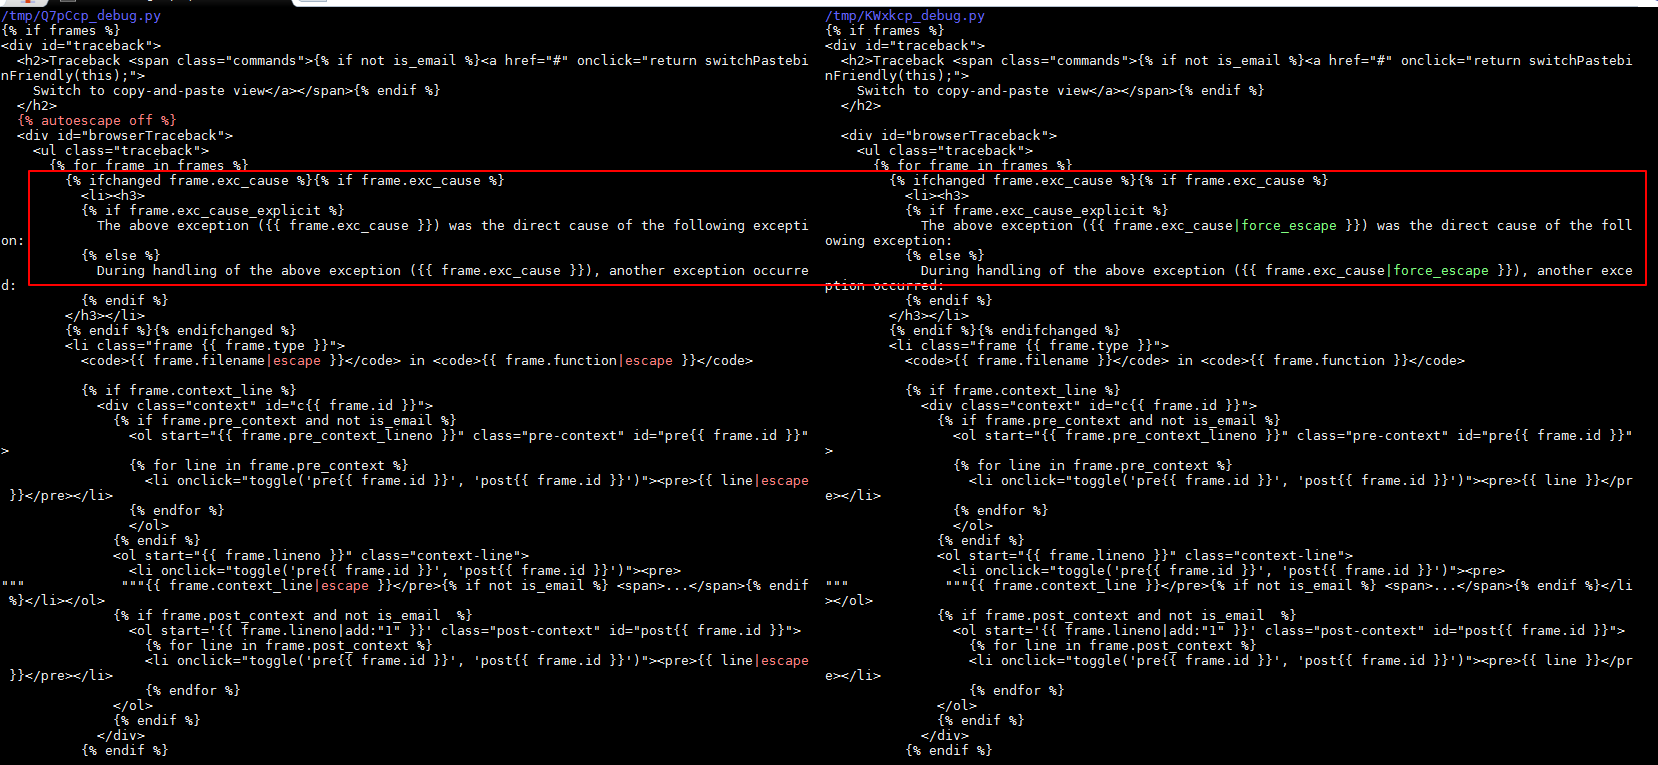 /tmp/Q7pCcp_debug.py
{% if frames %}
<div id="traceback">
  <h2>Traceback <span class="commands">{% if not is_email %}<a href="#" onclick="return switchPastebi
nFriendly(this);">
    Switch to copy-and-paste view</a></span>{% endif %}
  </h2>
  {% autoescape off %}
  <div id="browserTraceback">
    <ul class="traceback">
      {% for frame in frames %}
        {% ifchanged frame.exc_cause %}{% if frame.exc_cause %}
          <li><h3>
          {% if frame.exc_cause_explicit %}
            The above exception ({{ frame.exc_cause }}) was the direct cause of the following excepti
on:
          {% else %}
            During handling of the above exception ({{ frame.exc_cause }}), another exception occurre
d:
          {% endif %}
        </h3></li>
        {% endif %}{% endifchanged %}
        <li class="frame {{ frame.type }}">
          <code>{{ frame.filename|escape }}</code> in <code>{{ frame.function|escape }}</code>
          {% if frame.context_line %}
            <div class="context" id="c{{ frame.id }}">
              {% if frame.pre_context and not is_email %}
                <ol start="{{ frame.pre_context_lineno }}" class="pre-context" id="pre{{ frame.id }}"
>
                {% for line in frame.pre_context %}
                  <li onclick="toggle('pre{{ frame.id }}', 'post{{ frame.id }}')"><pre>{{ line|escape
 }}</pre></li>
                {% endfor %}
                </ol>
              {% endif %}
              <ol start="{{ frame.lineno }}" class="context-line">
                <li onclick="toggle('pre{{ frame.id }}', 'post{{ frame.id }}')"><pre>
"""            """{{ frame.context_line|escape }}</pre>{% if not is_email %} <span>...</span>{% endif
 %}</li></ol>
              {% if frame.post_context and not is_email  %}
                <ol start='{{ frame.lineno|add:"1" }}' class="post-context" id="post{{ frame.id }}">
                  {% for line in frame.post_context %}
                  <li onclick="toggle('pre{{ frame.id }}', 'post{{ frame.id }}')"><pre>{{ line|escape
 }}</pre></li>
                  {% endfor %}
              </ol>
              {% endif %}
            </div>
          {% endif %}
/tmp/KWxkcp_debug.py
{% if frames %}
<div id="traceback">
  <h2>Traceback <span class="commands">{% if not is_email %}<a href="#" onclick="return switchPastebi
nFriendly(this);">
    Switch to copy-and-paste view</a></span>{% endif %}
  </h2>
  <div id="browserTraceback">
    <ul class="traceback">
      {% for frame in frames %}
        {% ifchanged frame.exc_cause %}{% if frame.exc_cause %}
          <li><h3>
          {% if frame.exc_cause_explicit %}
            The above exception ({{ frame.exc_cause|force_escape }}) was the direct cause of the foll
owing exception:
          {% else %}
            During handling of the above exception ({{ frame.exc_cause|force_escape }}), another exce
ption occurred:
          {% endif %}
        </h3></li>
        {% endif %}{% endifchanged %}
        <li class="frame {{ frame.type }}">
          <code>{{ frame.filename }}</code> in <code>{{ frame.function }}</code>
          {% if frame.context_line %}
            <div class="context" id="c{{ frame.id }}">
              {% if frame.pre_context and not is_email %}
                <ol start="{{ frame.pre_context_lineno }}" class="pre-context" id="pre{{ frame.id }}"
>
                {% for line in frame.pre_context %}
                  <li onclick="toggle('pre{{ frame.id }}', 'post{{ frame.id }}')"><pre>{{ line }}</pr
e></li>
                {% endfor %}
                </ol>
              {% endif %}
              <ol start="{{ frame.lineno }}" class="context-line">
                <li onclick="toggle('pre{{ frame.id }}', 'post{{ frame.id }}')"><pre>
"""            """{{ frame.context_line }}</pre>{% if not is_email %} <span>...</span>{% endif %}</li
></ol>
              {% if frame.post_context and not is_email  %}
                <ol start='{{ frame.lineno|add:"1" }}' class="post-context" id="post{{ frame.id }}">
                  {% for line in frame.post_context %}
                  <li onclick="toggle('pre{{ frame.id }}', 'post{{ frame.id }}')"><pre>{{ line }}</pr
e></li>
                  {% endfor %}
              </ol>
              {% endif %}
            </div>
          {% endif %}